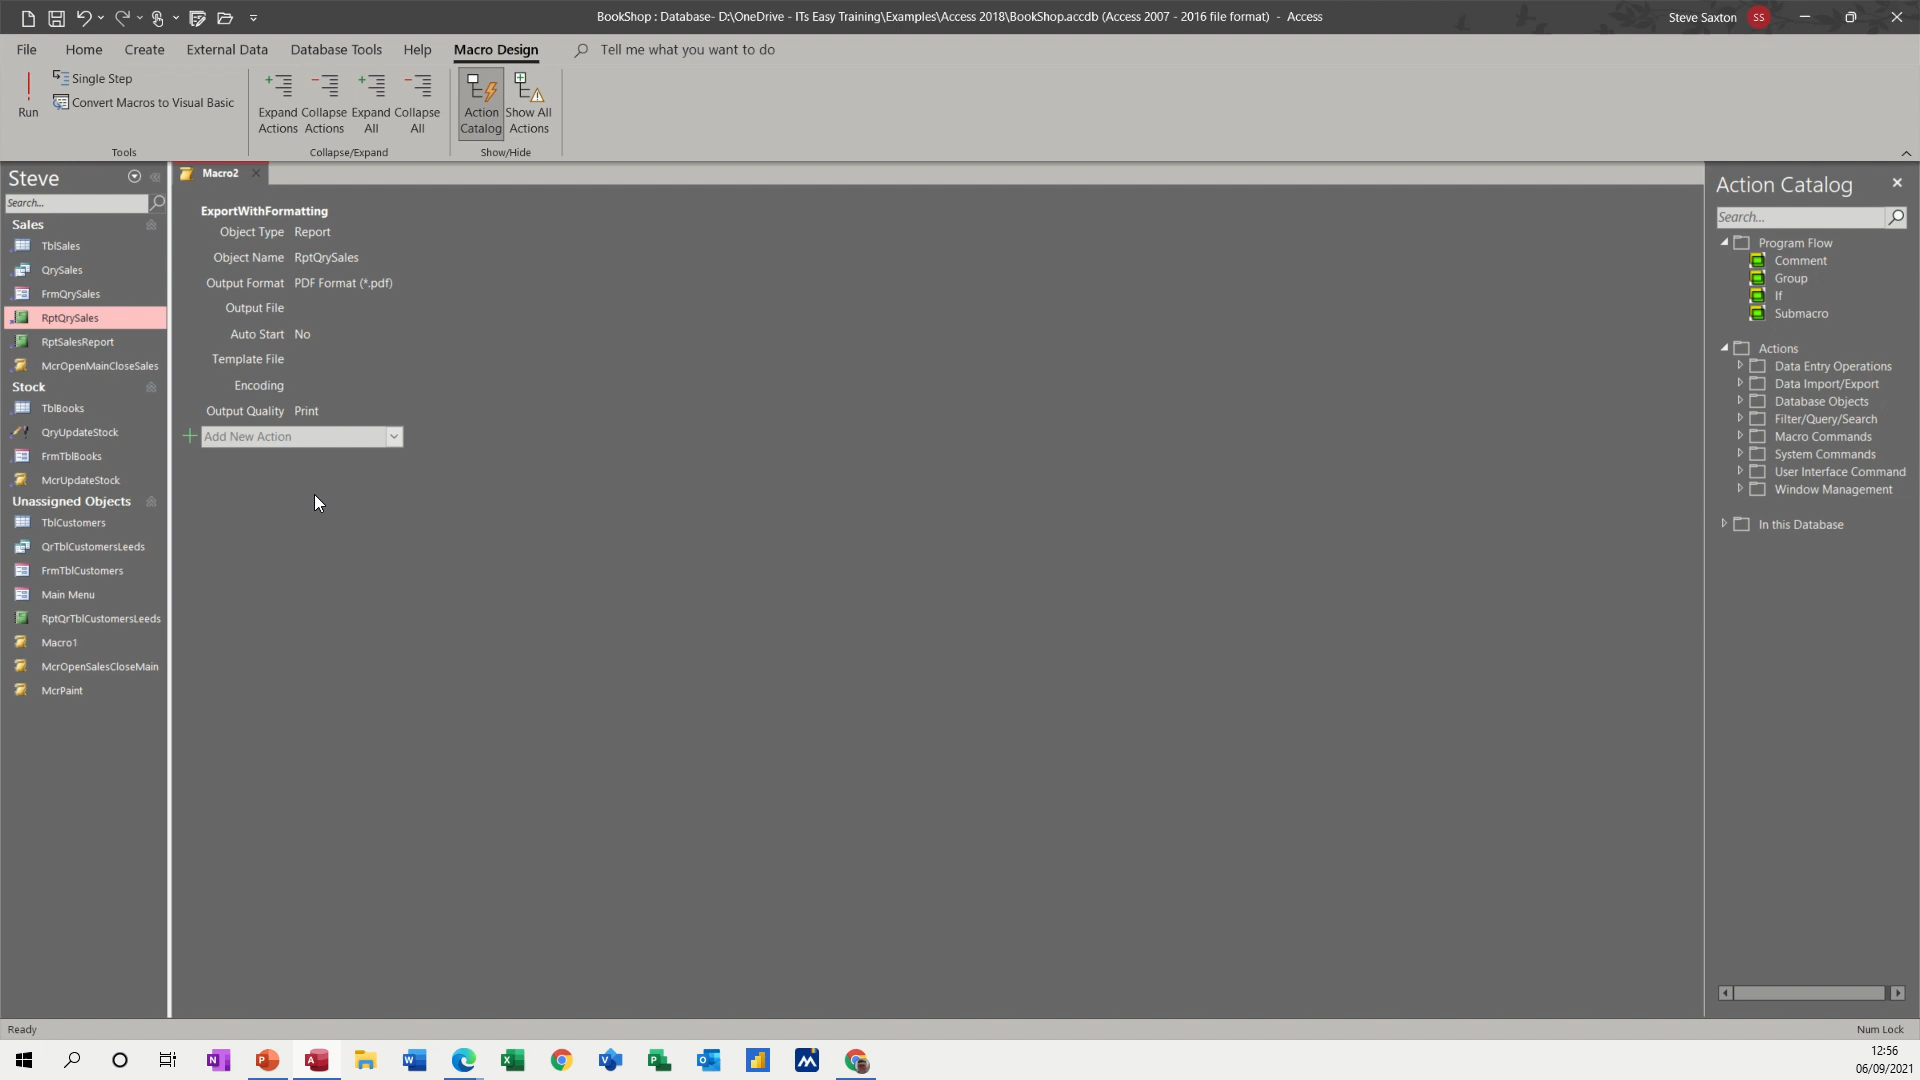 BookShop : Database- D:\OneDrive - ITs Easy Training\Examples\Access 2018\BookShop.accdb (Access 2007 - 2016 file format) - Access
Steve Saxton SS
File Home Create External Data Database Tools Help Macro Design Tell me what you want to do
Run
Single Step
Convert Macros to Visual Basic
Tools
Expand Actions
Collapse Actions
Expand All
Collapse All
Collapse/Expand
Action Catalog
Show All Actions
Show/Hide
Steve
Search...
Sales
TblSales
QrySales
FrmQrySales
RptQrySales
RptSalesReport
McrOpenMainCloseSales
Stock
TblBooks
QryUpdateStock
FrmTblBooks
McrUpdateStock
Unassigned Objects
TblCustomers
QrTblCustomersLeeds
FrmTblCustomers
Main Menu
RptQrTblCustomersLeeds
Macro1
McrOpenSalesCloseMain
McrPaint
Macro2
ExportWithFormatting
Object Type Report
Object Name RptQrySales
Output Format PDF Format (*.pdf)
Output File
Auto Start No
Template File
Encoding
Output Quality Print
Add New Action
Action Catalog
Search...
Program Flow
Comment
Group
If
Submacro
Actions
Data Entry Operations
Data Import/Export
Database Objects
Filter/Query/Search
Macro Commands
System Commands
User Interface Command
Window Management
In this Database
Ready
Num Lock
12:56
06/09/2021